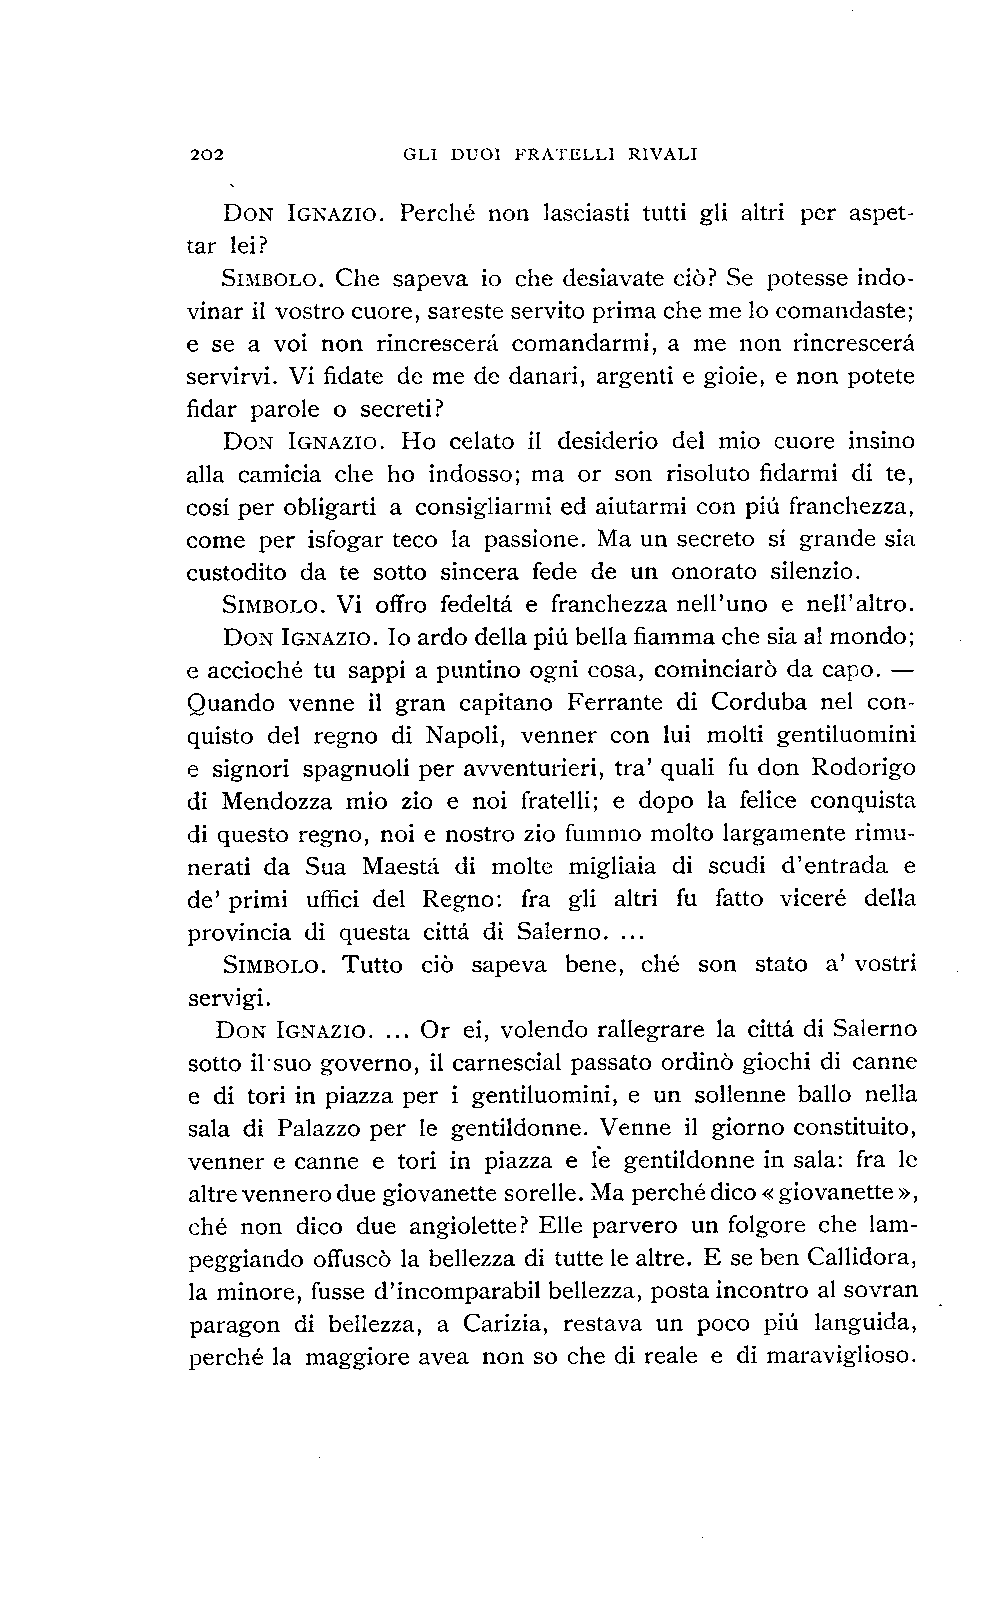 202 GLI DUOI FRATELLI RIVALI
DON IGNAZIO. Perché non lasciasti tutti gli altri per aspet-
tar lei?
SIMBOLO. Che sapeva io che desiavate ciò? Se potesse indo-
vinar il vostro cuore, sareste servito prima che me lo comandaste;
e se a voi non rincrescerá comandarmi, a me non rincrescerá
servirvi. Vi fidate de me de danari, argenti e gioie, e non potete
fidar parole o secreti?
DON IGNAZIO. Ho celato il desiderio del mio cuore insino
alla camicia che ho indosso; ma or son risoluto fidarmi di te,
cosí per obligarti a consigliarmi ed aiutarmi con piú franchezza,
come per isfogar teco la passione. Ma un secreto sí grande sia
custodito da te sotto sincera fede de un onorato silenzio.
SIMBOLO. Vi offro fedeltá e franchezza nell'uno e nell'altro.
DON IGNAZIO. Io ardo della piú bella fiamma che sia al mondo;
e accioché tu sappi a puntino ogni cosa, cominciarò da capo. —
Quando venne il gran capitano Ferrante di Corduba nel con-
quisto del regno di Napoli, venner con lui molti gentiluomini
e signori spagnuoli per avventurieri, tra' quali fu don Rodorigo
di Mendozza mio zio e noi fratelli; e dopo la felice conquista
di questo regno, noi e nostro zio fummo molto largamente rimu-
nerati da Sua Maestá di molte migliaia di scudi d'entrada e
de' primi uffici del Regno: fra gli altri fu fatto viceré della
provincia di questa cittá di Salerno. ...
SIMBOLO. Tutto ciò sapeva bene, ché son stato a' vostri
servigi.
DON IGNAZIO. ... Or ei, volendo rallegrare la cittá di Salerno
sotto il suo governo, il carnescial passato ordinò giochi di canne
e di tori in piazza per i gentiluomini, e un sollenne ballo nella
sala di Palazzo per le gentildonne. Venne il giorno constituito,
venner e canne e tori in piazza e le gentildonne in sala: fra le
altre vennero due giovanette sorelle. Ma perché dico «giovanette»,
ché non dico due angiolette? Elle parvero un folgore che lam-
peggiando offuscò la bellezza di tutte le altre. E se ben Callidora,
la minore, fusse d'incomparabil bellezza, posta incontro al sovran
paragon di bellezza, a Carizia, restava un poco piú languida,
perché la maggiore avea non so che di reale e di maraviglioso.